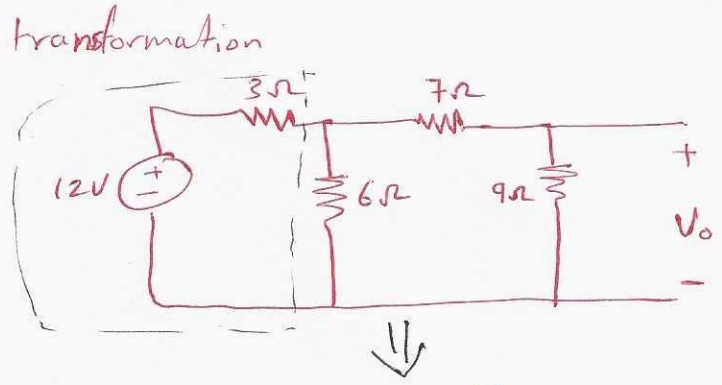 transformation
3Ω 7Ω
+
12V
-
6Ω
9Ω
+
Vo
-